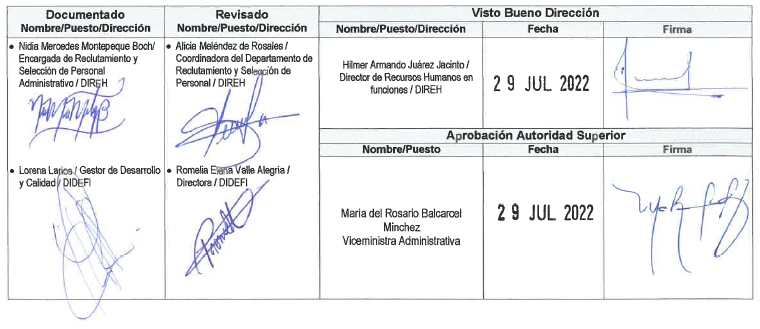 Documentado
Nombre/Puesto/Dirección
• Nidia Mercedes Montepeque Boch/
Encargada de Reclutamiento y
Selección de Personal
Administrativo / DIREH
• Lorena Larios / Gestor de Desarrollo
y Calidad / DIDEFI
Revisado
Nombre/Puesto/Dirección
• Alicia Meléndez de Rosales /
Coordinadora del Departamento de
Reclutamiento y Selección de
Personal / DIREH
• Romelia Elena Valle Alegria /
Directora / DIDEFI
Visto Bueno Dirección
Nombre/Puesto/Dirección Fecha Firma
Hilmer Armando Juárez Jacinto /
Director de Recursos Humanos en
funciones / DIREH
29 JUL 2022
Aprobación Autoridad Superior
Nombre/Puesto Fecha Firma
María del Rosario Balcarcel
Minchez
Viceministra Administrativa
29 JUL 2022